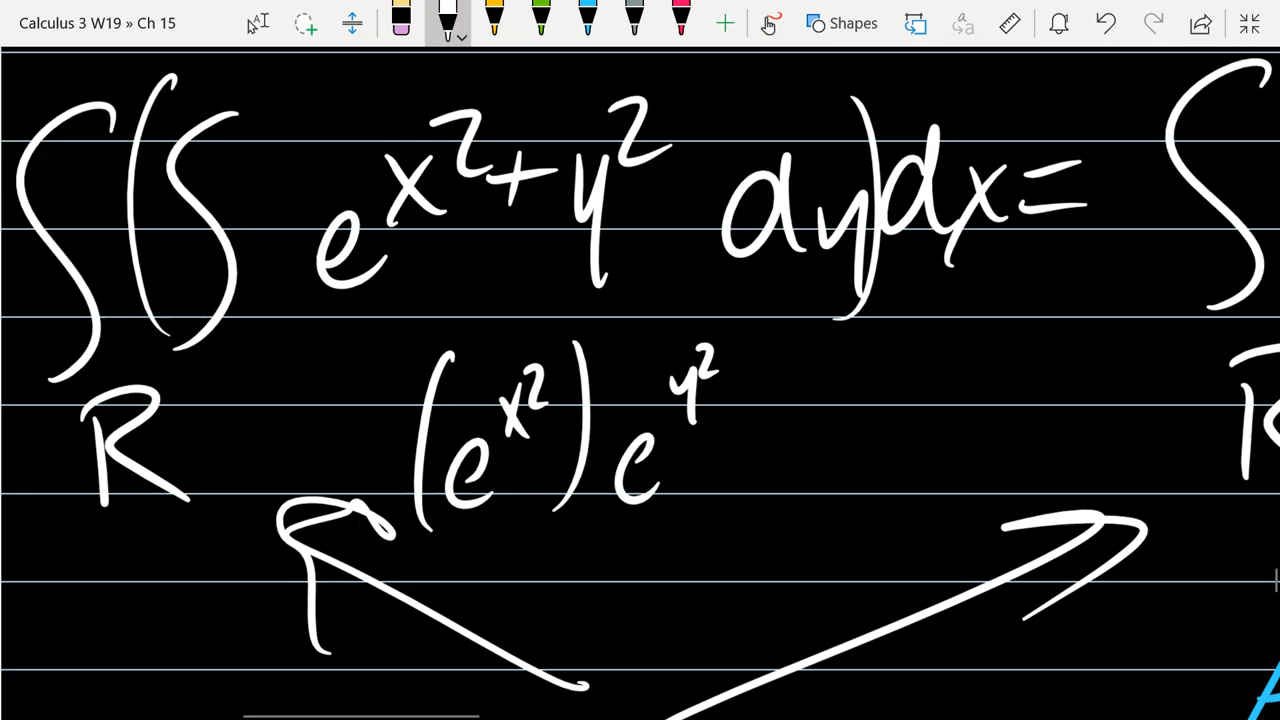 Calculus 3 W19 » Ch 15
Shapes
∫(∫ e^{x²+y²} dy)dx= ∫
R
R
(e^{x²}) e^{y²}